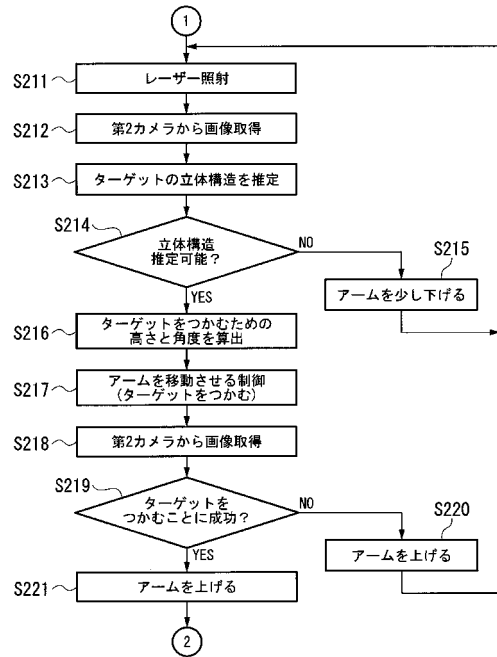 1
S211
レーザー照射
S212
第2カメラから画像取得
S213
ターゲットの立体構造を推定
S214
立体構造
推定可能?
NO
YES
S215
アームを少し下げる
S216
ターゲットをつかむための
高さと角度を算出
S217
アームを移動させる制御
(ターゲットをつかむ)
S218
第2カメラから画像取得
S219
ターゲットを
つかむことに成功?
NO
YES
S220
アームを上げる
S221
アームを上げる
2